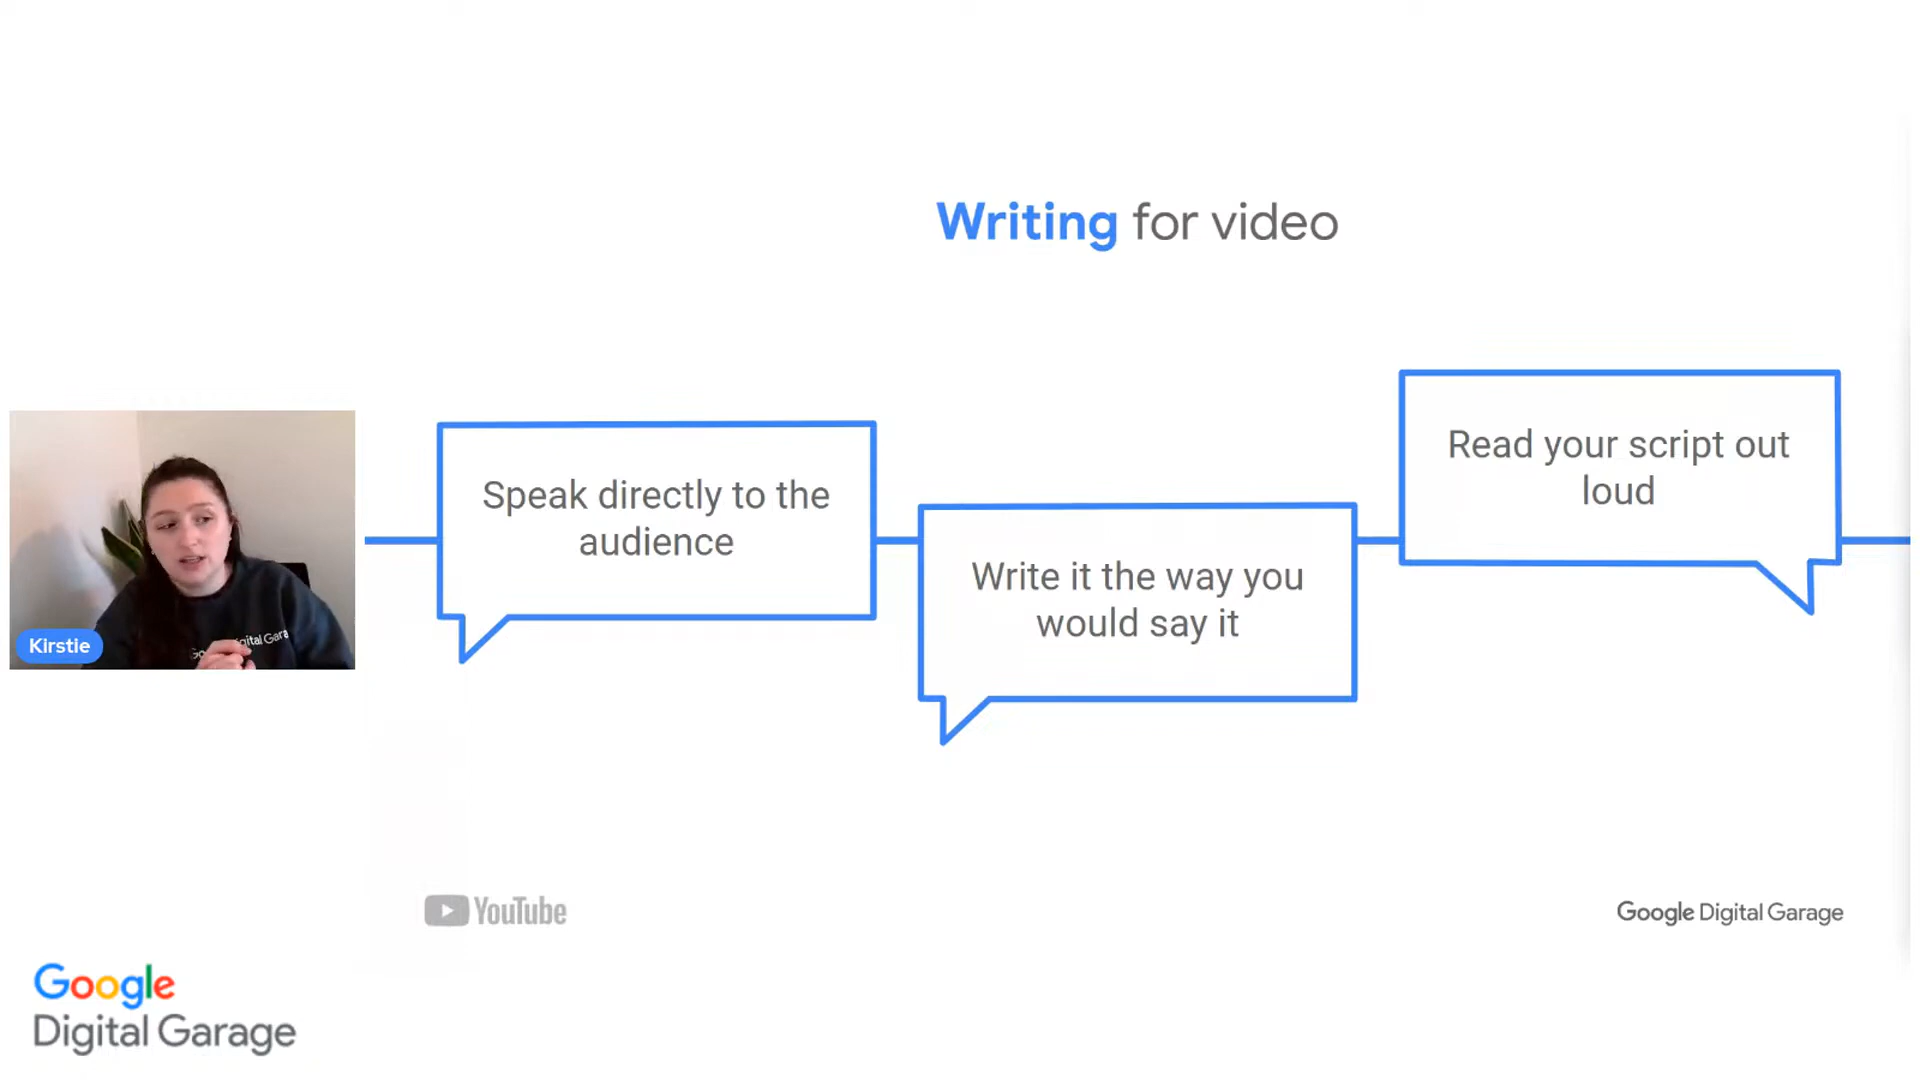 Writing for video
Speak directly to the
audience
Write it the way you
would say it
Read your script out
loud
Kirstie
YouTube
Google Digital Garage
Google
Digital Garage